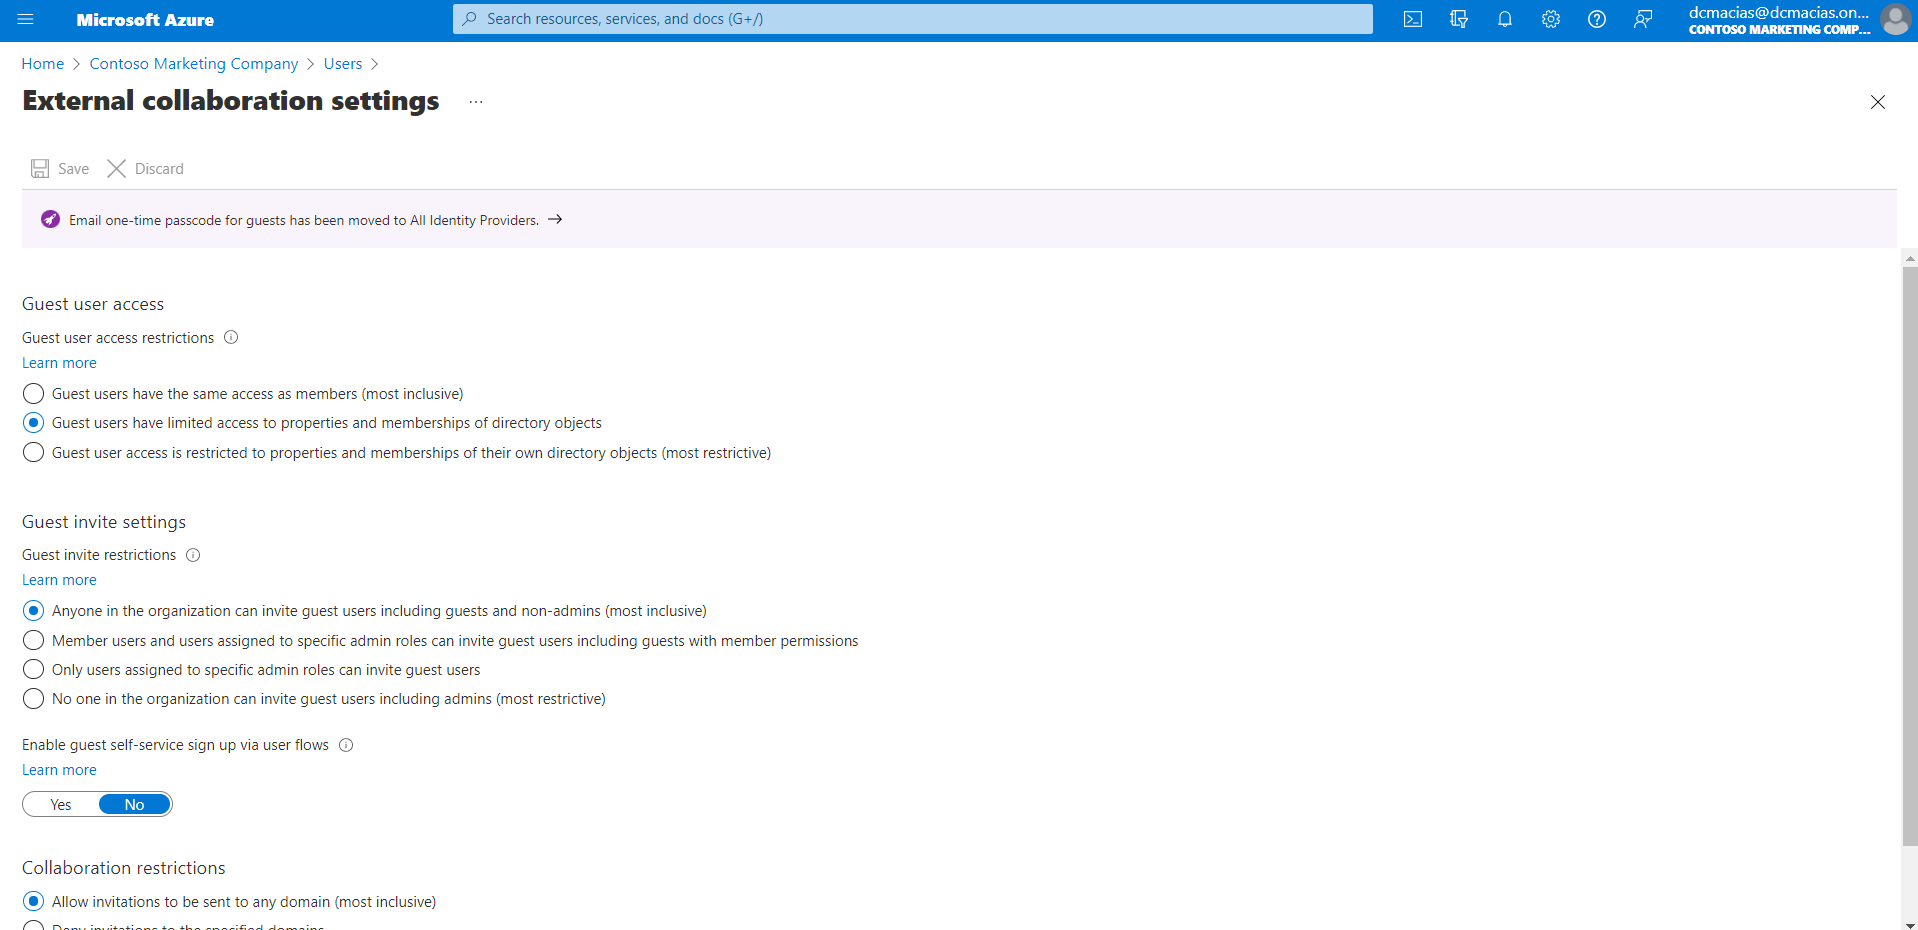 Microsoft Azure
Search resources, services, and docs (G+/)
dcmacias@dcmacias.on...
CONTOSO MARKETING COMP...
Home > Contoso Marketing Company > Users >
External collaboration settings ...
Save Discard
Email one-time passcode for guests has been moved to All Identity Providers. →
Guest user access
Guest user access restrictions
Learn more
Guest users have the same access as members (most inclusive)
Guest users have limited access to properties and memberships of directory objects
Guest user access is restricted to properties and memberships of their own directory objects (most restrictive)
Guest invite settings
Guest invite restrictions
Learn more
Anyone in the organization can invite guest users including guests and non-admins (most inclusive)
Member users and users assigned to specific admin roles can invite guest users including guests with member permissions
Only users assigned to specific admin roles can invite guest users
No one in the organization can invite guest users including admins (most restrictive)
Enable guest self-service sign up via user flows
Learn more
Yes No
Collaboration restrictions
Allow invitations to be sent to any domain (most inclusive)
Deny invitations to the specified domains